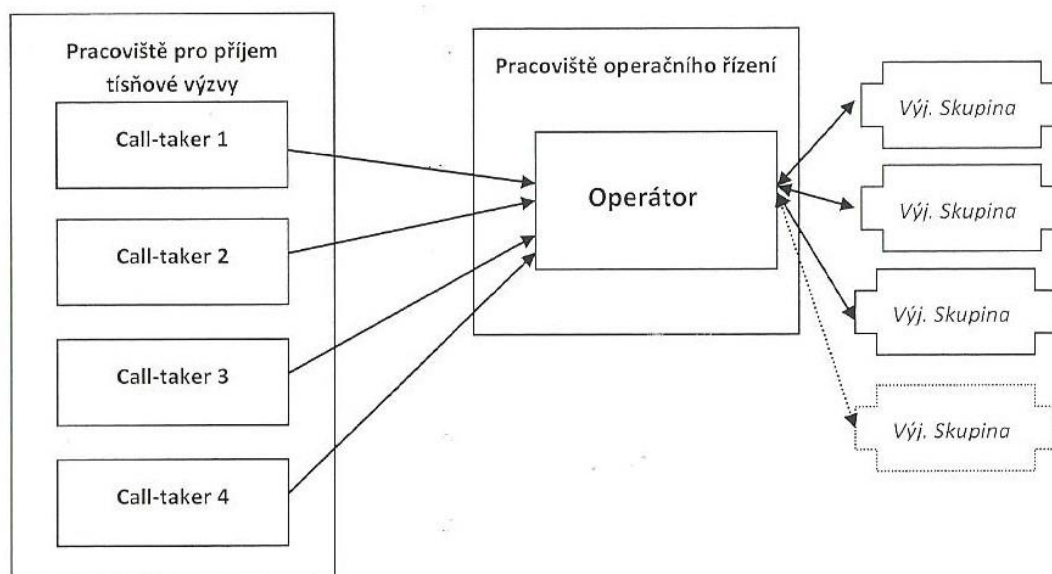 Pracoviště pro příjem
tísňové výzvy
Call-taker 1
Call-taker 2
Call-taker 3
Call-taker 4
Pracoviště operačního řízení
Operátor
Výj. Skupina
Výj. Skupina
Výj. Skupina
Výj. Skupina